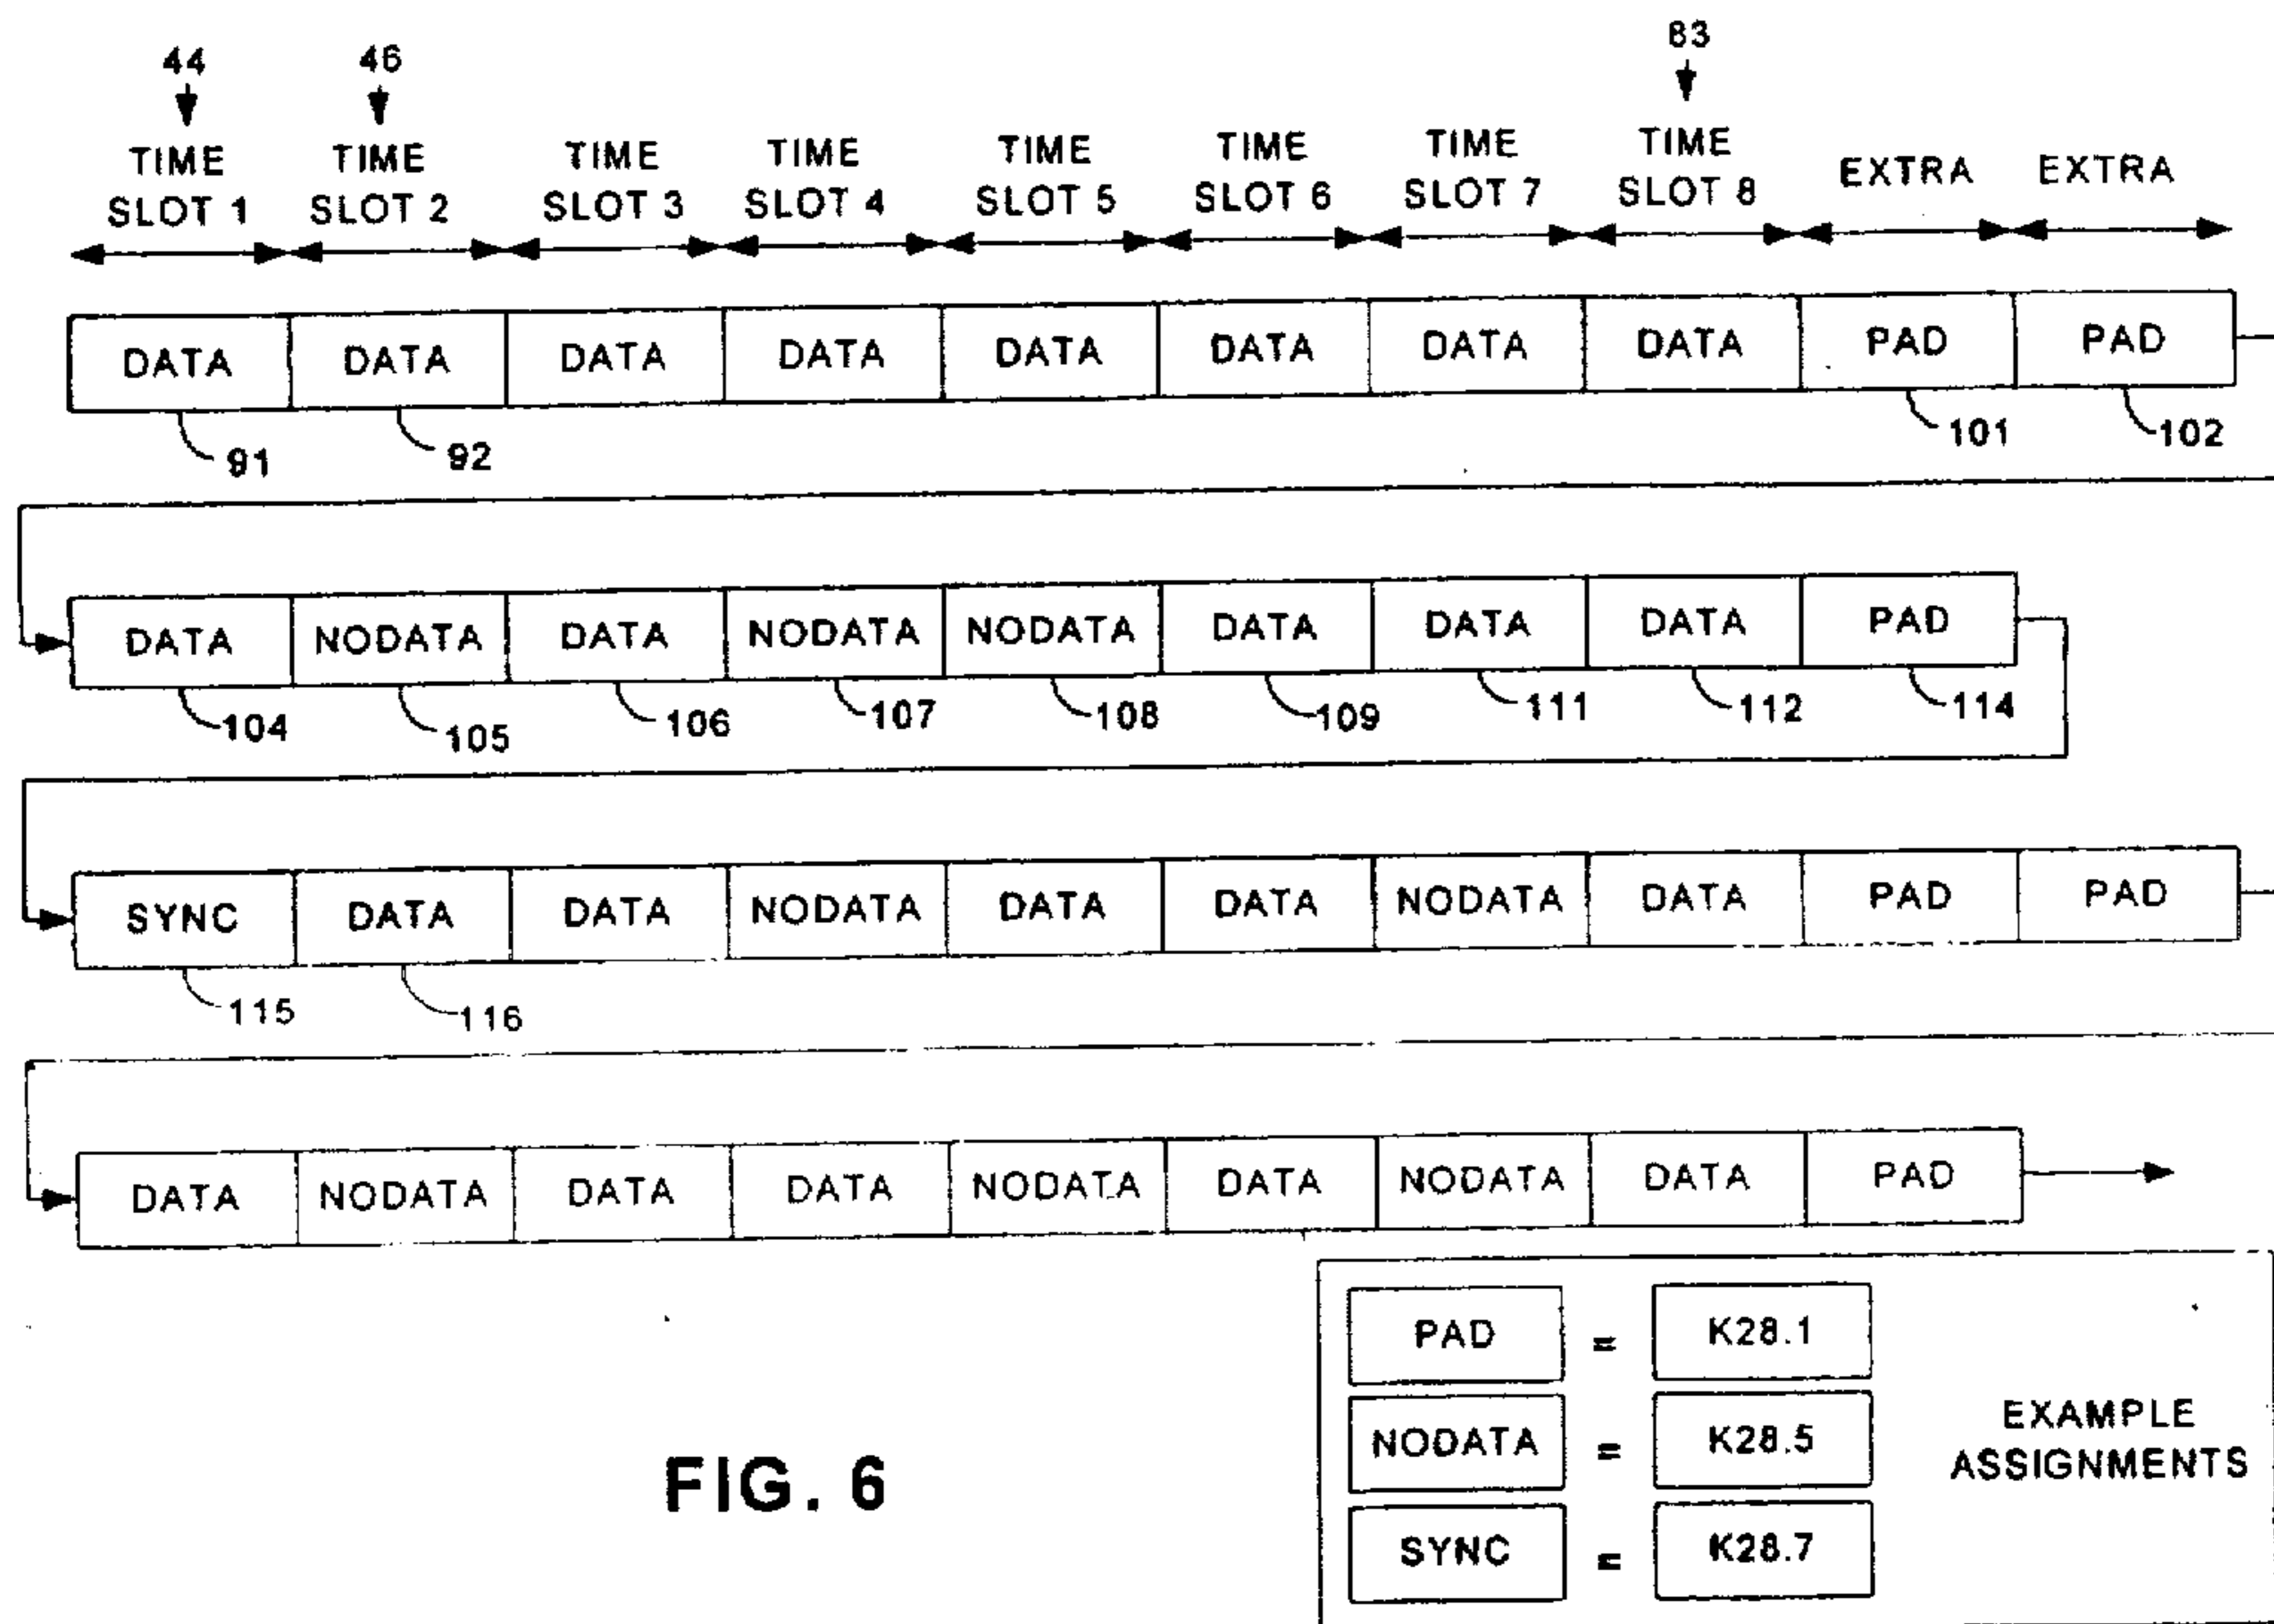 44 46 83
TIME SLOT 1 TIME SLOT 2 TIME SLOT 3 TIME SLOT 4 TIME SLOT 5 TIME SLOT 6 TIME SLOT 7 TIME SLOT 8 EXTRA EXTRA
DATA DATA DATA DATA DATA DATA DATA DATA PAD PAD
91 92 101 102
DATA NODATA DATA NODATA NODATA DATA DATA DATA PAD
104 105 106 107 108 109 111 112 114
SYNC DATA DATA NODATA DATA DATA NODATA DATA PAD PAD
115 116
DATA NODATA DATA DATA NODATA DATA NODATA DATA PAD
PAD = K28.1
NODATA = K28.5
SYNC = K28.7
EXAMPLE
ASSIGNMENTS
FIG. 6